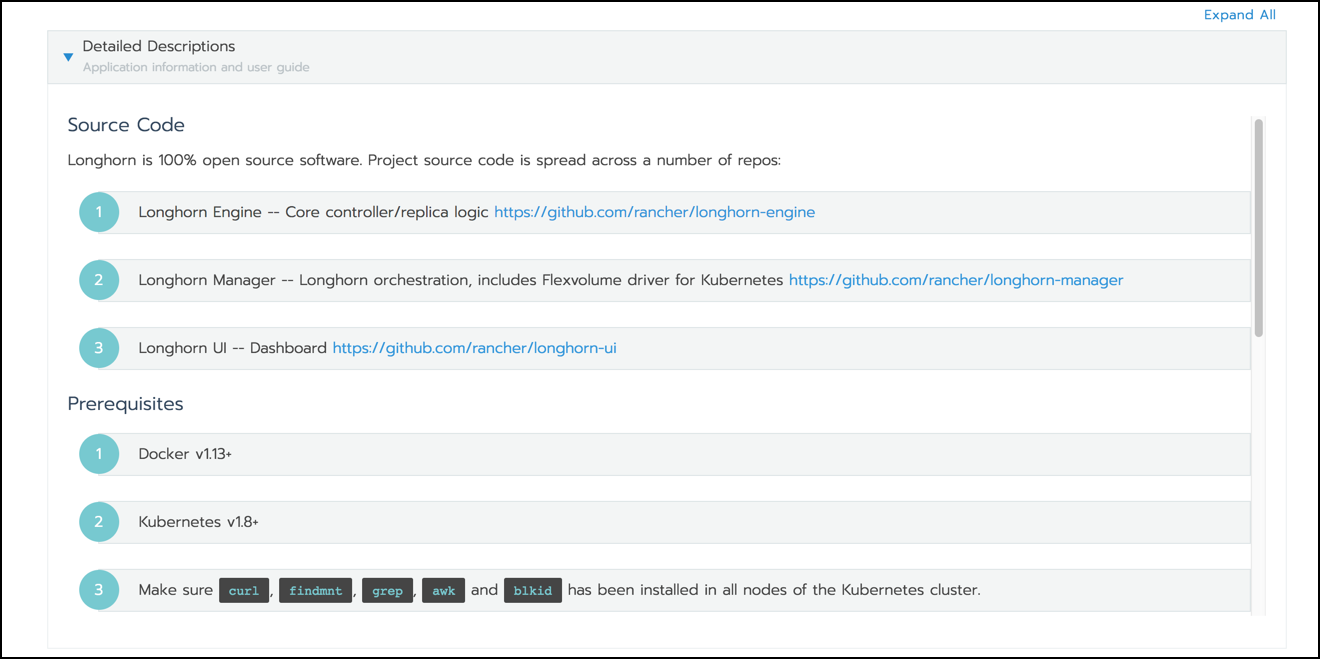 Expand All
Detailed Descriptions
Application information and user guide
Source Code
Longhorn is 100% open source software. Project source code is spread across a number of repos:
1 Longhorn Engine -- Core controller/replica logic https://github.com/rancher/longhorn-engine
2 Longhorn Manager -- Longhorn orchestration, includes Flexvolume driver for Kubernetes https://github.com/rancher/longhorn-manager
3 Longhorn UI -- Dashboard https://github.com/rancher/longhorn-ui
Prerequisites
1 Docker v1.13+
2 Kubernetes v1.8+
3 Make sure curl, findmnt, grep, awk and blkid has been installed in all nodes of the Kubernetes cluster.